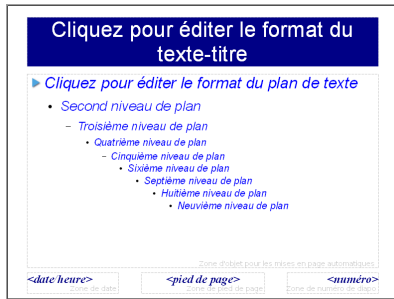 Cliquez pour éditer le format du
texte-titre
Cliquez pour éditer le format du plan de texte
Second niveau de plan
Troisième niveau de plan
Quatrième niveau de plan
Cinquième niveau de plan
Sixième niveau de plan
Septième niveau de plan
Huitième niveau de plan
Neuvième niveau de plan
Zone d'objet pour les mises en page automatiques
<date/heure>
<pied de page>
<numéro>
Zone de date
Zone de pied de page
Zone de numéro de diapo